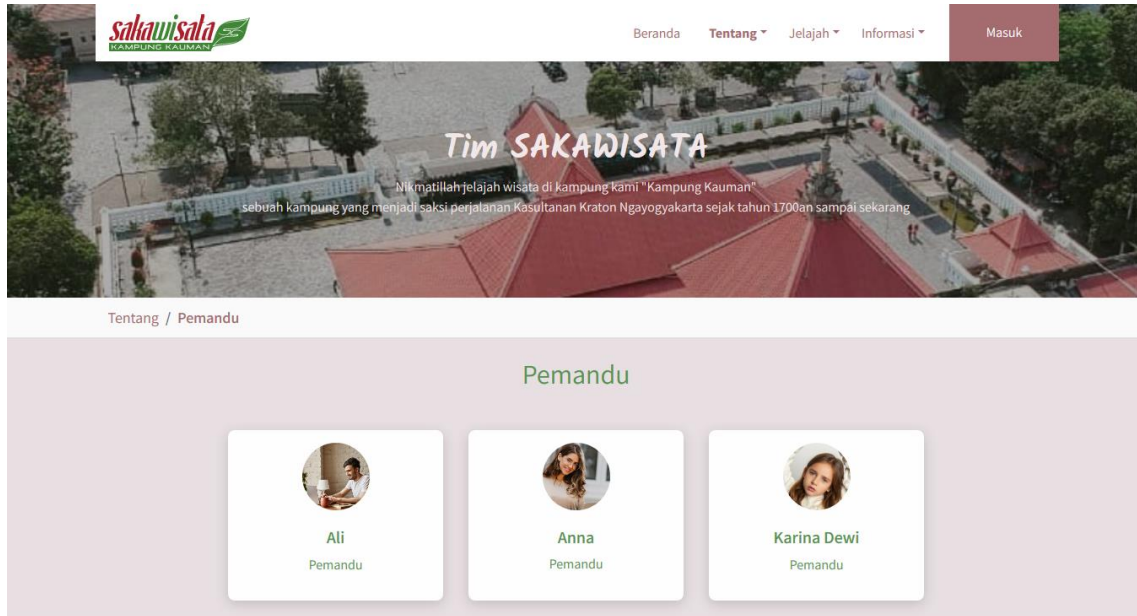 sakawisata
KAMPUNG KAUMAN
Beranda Tentang Jelajah Informasi Masuk
Tim SAKAWISATA
Nikmatillah jelajah wisata di kampung kami "Kampung Kauman"
sebuah kampung yang menjadi saksi perjalanan Kasultanan Kraton Ngayogyakarta sejak tahun 1700an sampai sekarang
Tentang / Pemandu
Pemandu
Ali
Pemandu
Anna
Pemandu
Karina Dewi
Pemandu